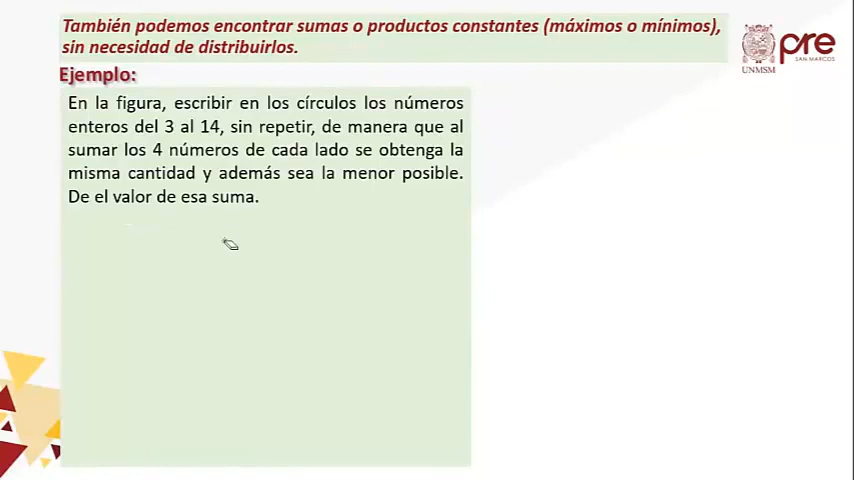 También podemos encontrar sumas o productos constantes (máximos o mínimos),
sin necesidad de distribuirlos.
UNMSM
pre
SAN MARCOS
Ejemplo:
En la figura, escribir en los círculos los números
enteros del 3 al 14, sin repetir, de manera que al
sumar los 4 números de cada lado se obtenga la
misma cantidad y además sea la menor posible.
De el valor de esa suma.